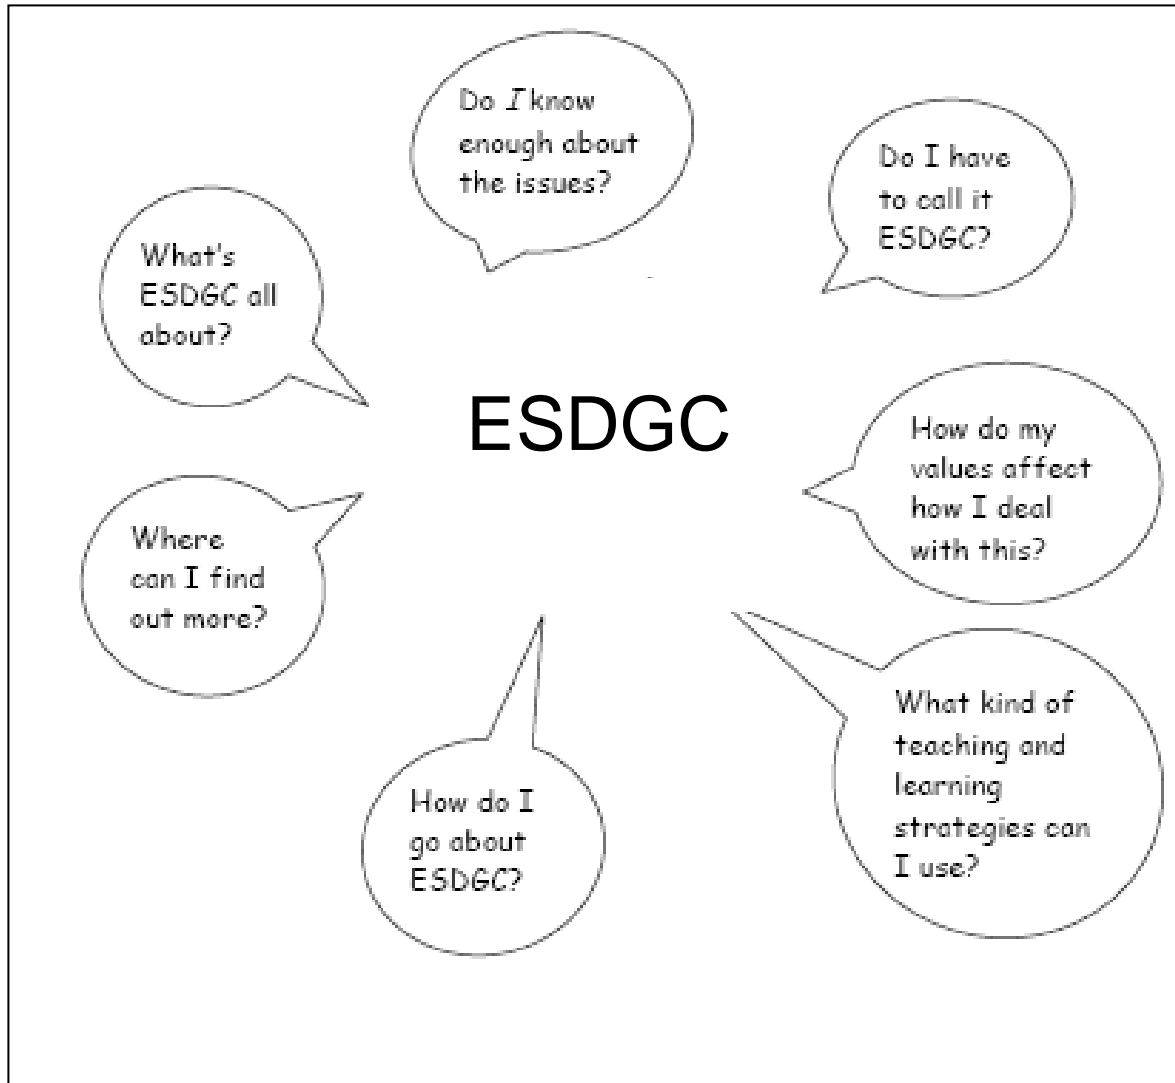 Do I know
enough about
the issues?
Do I have
to call it
ESDGC?
What's
ESDGC all
about?
ESDGC
How do my
values affect
how I deal
with this?
Where
can I find
out more?
What kind of
teaching and
learning
strategies can
I use?
How do I
go about
ESDGC?